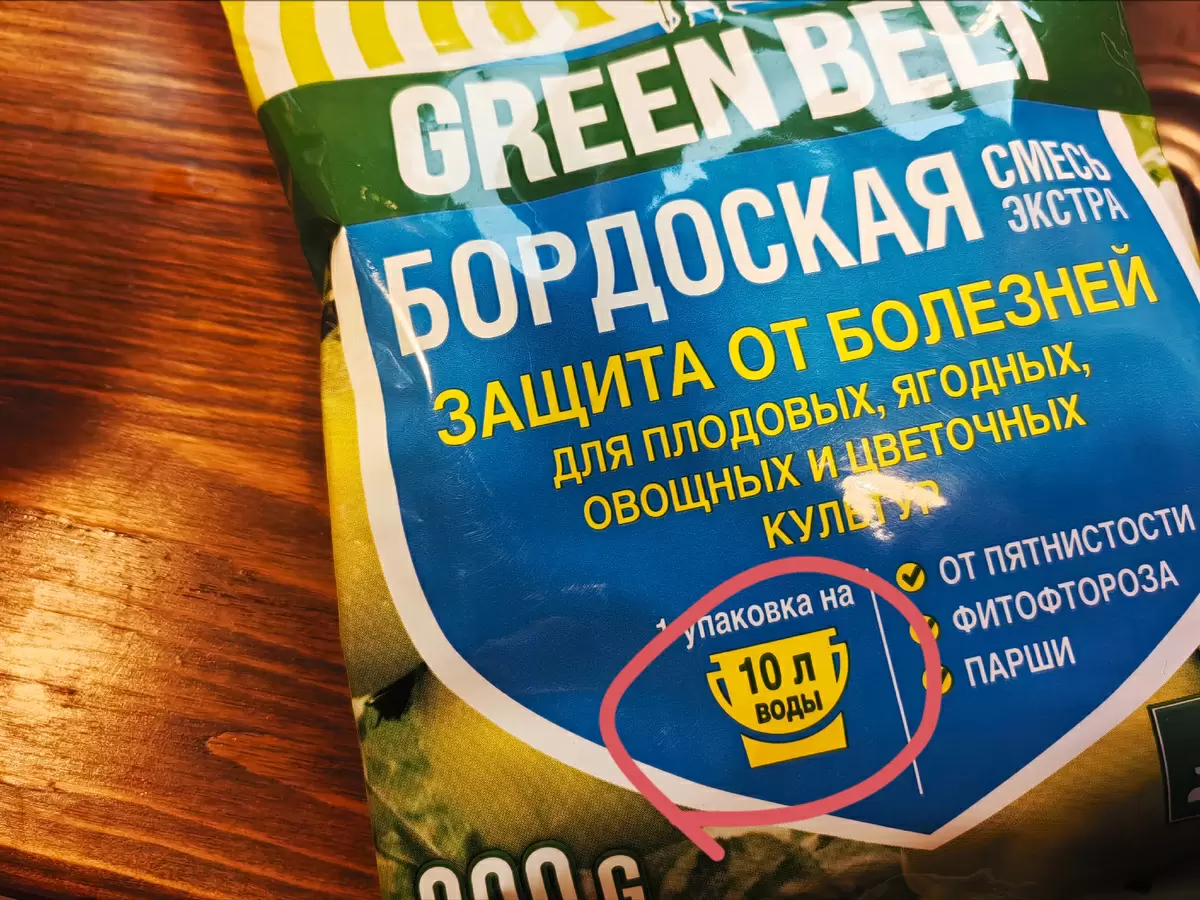 GREEN BELT
БОРДОСКАЯ
СМЕСЬ
ЭКСТРА
ЗАЩИТА ОТ БОЛЕЗНЕЙ
ДЛЯ ПЛОДОВЫХ, ЯГОДНЫХ,
ОВОЩНЫХ И ЦВЕТОЧНЫХ
КУЛЬТУР
1 упаковка на
10 Л
ВОДЫ
ОТ ПЯТНИСТОСТИ
ФИТОФТОРОЗА
ПАРШИ
G